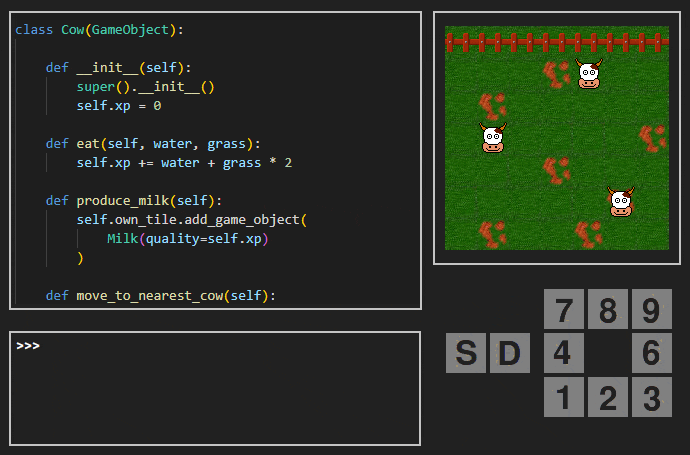 class Cow(GameObject):
def __init__(self):
super().__init__()
self.xp = 0
def eat(self, water, grass):
self.xp += water + grass * 2
def produce_milk(self):
self.own_tile.add_game_object(
Milk(quality=self.xp)
)
def move_to_nearest_cow(self):
>>>
7 8 9
S D 4 6
1 2 3